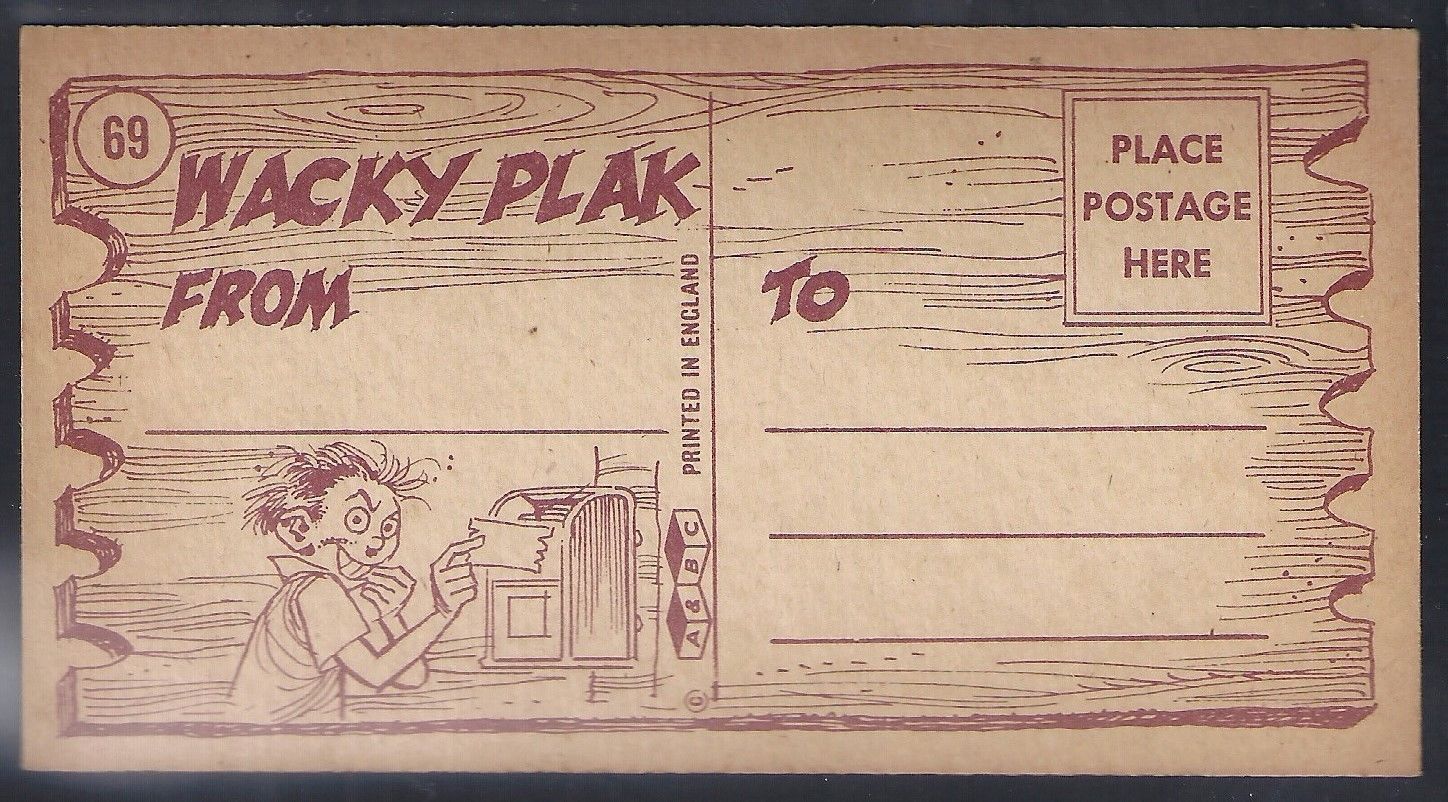 69
WACKY PLAK
FROM
PRINTED IN ENGLAND
A & B C
©
TO
PLACE
POSTAGE
HERE